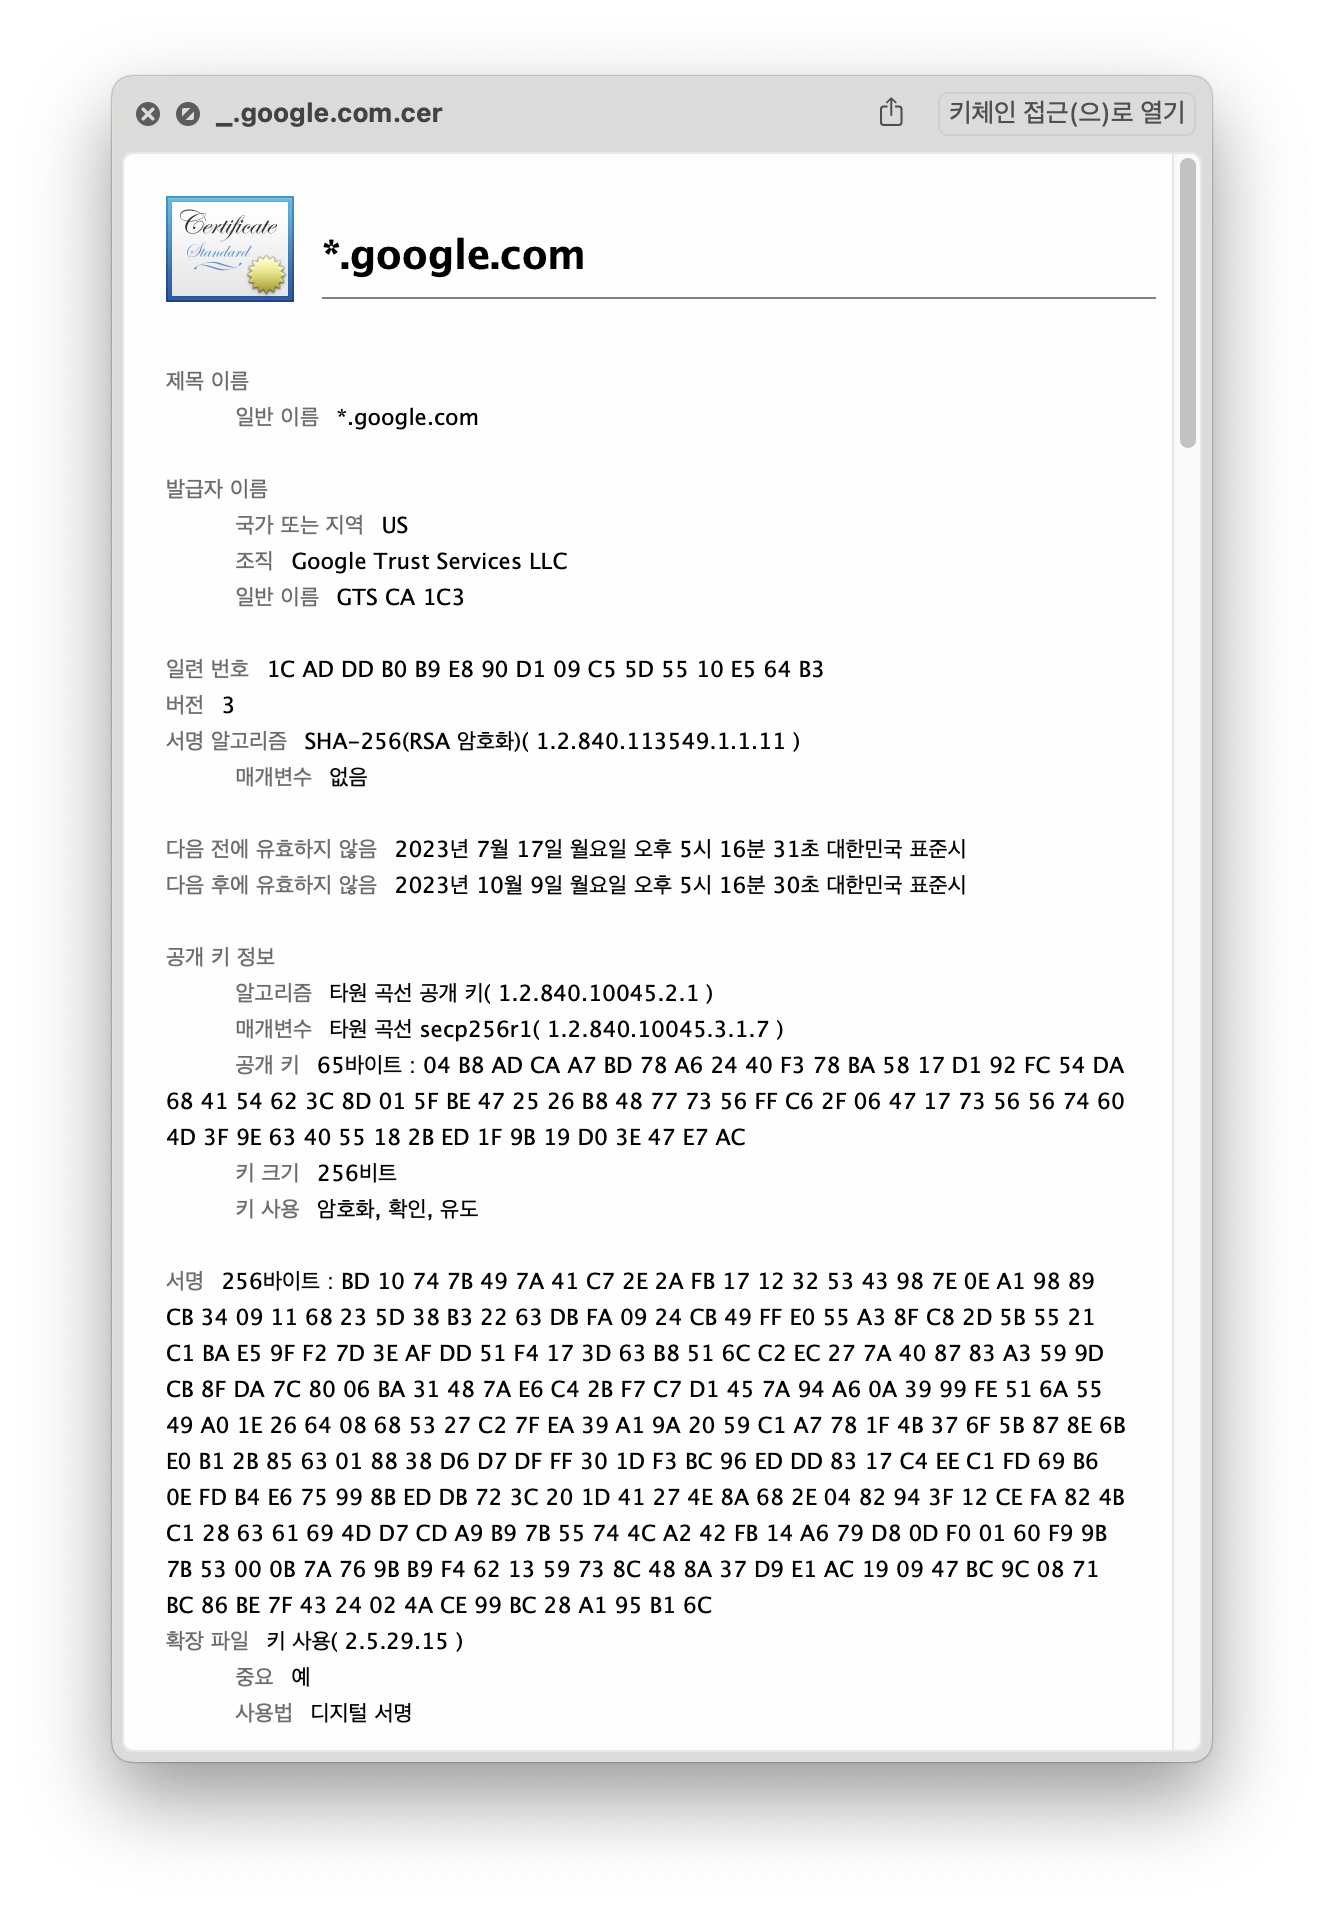 _.google.com.cer
키체인 접근(으)로 열기
Certificate
Standard
*.google.com
제목 이름
일반 이름 *.google.com
발급자 이름
국가 또는 지역 US
조직 Google Trust Services LLC
일반 이름 GTS CA 1C3
일련 번호 1C AD DD B0 B9 E8 90 D1 09 C5 5D 55 10 E5 64 B3
버전 3
서명 알고리즘 SHA-256(RSA 암호화)( 1.2.840.113549.1.1.11 )
매개변수 없음
다음 전에 유효하지 않음 2023년 7월 17일 월요일 오후 5시 16분 31초 대한민국 표준시
다음 후에 유효하지 않음 2023년 10월 9일 월요일 오후 5시 16분 30초 대한민국 표준시
공개 키 정보
알고리즘 타원 곡선 공개 키( 1.2.840.10045.2.1 )
매개변수 타원 곡선 secp256r1( 1.2.840.10045.3.1.7 )
공개 키 65바이트 : 04 B8 AD CA A7 BD 78 A6 24 40 F3 78 BA 58 17 D1 92 FC 54 DA
68 41 54 62 3C 8D 01 5F BE 47 25 26 B8 48 77 73 56 FF C6 2F 06 47 17 73 56 56 74 60
4D 3F 9E 63 40 55 18 2B ED 1F 9B 19 D0 3E 47 E7 AC
키 크기 256비트
키 사용 암호화, 확인, 유도
서명 256바이트 : BD 10 74 7B 49 7A 41 C7 2E 2A FB 17 12 32 53 43 98 7E 0E A1 98 89
CB 34 09 11 68 23 5D 38 B3 22 63 DB FA 09 24 CB 49 FF E0 55 A3 8F C8 2D 5B 55 21
C1 BA E5 9F F2 7D 3E AF DD 51 F4 17 3D 63 B8 51 6C C2 EC 27 7A 40 87 83 A3 59 9D
CB 8F DA 7C 80 06 BA 31 48 7A E6 C4 2B F7 C7 D1 45 7A 94 A6 0A 39 99 FE 51 6A 55
49 A0 1E 26 64 08 68 53 27 C2 7F EA 39 A1 9A 20 59 C1 A7 78 1F 4B 37 6F 5B 87 8E 6B
E0 B1 2B 85 63 01 88 38 D6 D7 DF FF 30 1D F3 BC 96 ED DD 83 17 C4 EE C1 FD 69 B6
0E FD B4 E6 75 99 8B ED DB 72 3C 20 1D 41 27 4E 8A 68 2E 04 82 94 3F 12 CE FA 82 4B
C1 28 63 61 69 4D D7 CD A9 B9 7B 55 74 4C A2 42 FB 14 A6 79 D8 0D F0 01 60 F9 9B
7B 53 00 0B 7A 76 9B B9 F4 62 13 59 73 8C 48 8A 37 D9 E1 AC 19 09 47 BC 9C 08 71
BC 86 BE 7F 43 24 02 4A CE 99 BC 28 A1 95 B1 6C
확장 파일 키 사용( 2.5.29.15 )
중요 예
사용법 디지털 서명